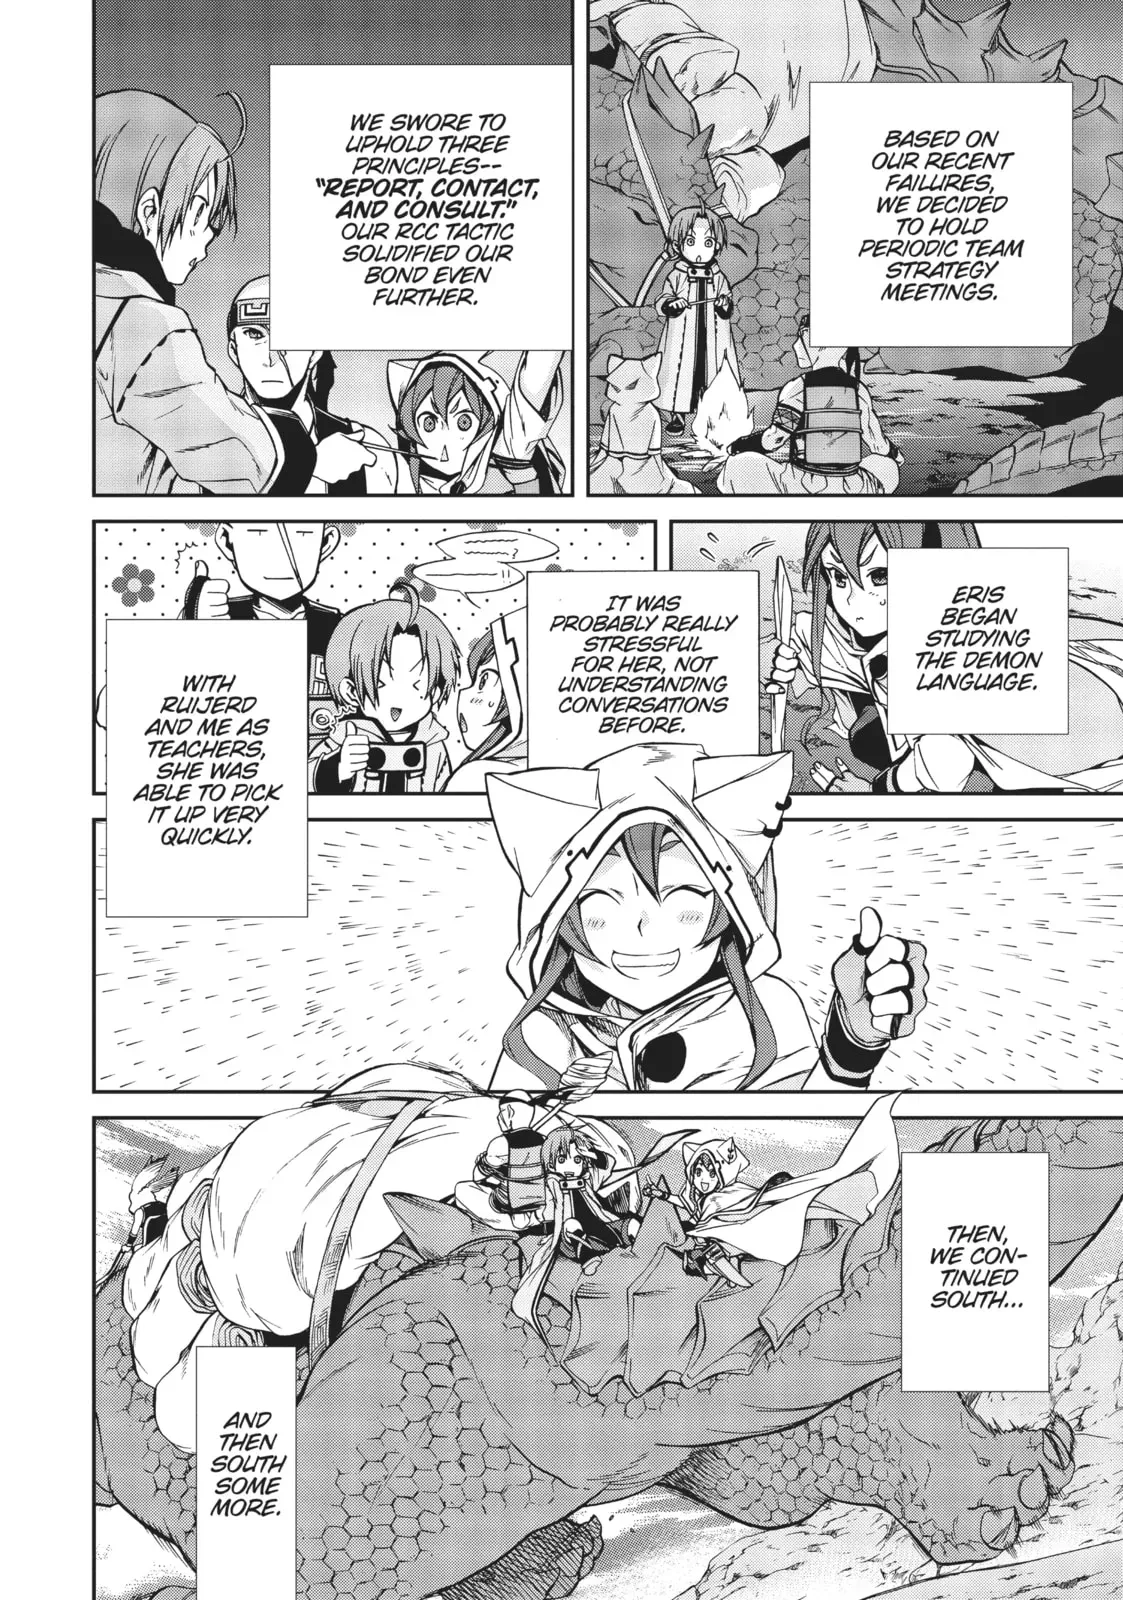 BASED ON
OUR RECENT
FAILURES,
WE DECIDED
TO HOLD
PERIODIC TEAM
STRATEGY
MEETINGS.
WE SWORE TO
UPHOLD THREE
PRINCIPLES--
"REPORT, CONTACT,
AND CONSULT."
OUR RCC TACTIC
SOLIDIFIED OUR
BOND EVEN
FURTHER.
ERIS
BEGAN
STUDYING
THE DEMON
LANGUAGE.
IT WAS
PROBABLY REALLY
STRESSFUL
FOR HER, NOT
UNDERSTANDING
CONVERSATIONS
BEFORE.
WITH
RUIJERD
AND ME AS
TEACHERS,
SHE WAS
ABLE TO PICK
IT UP VERY
QUICKLY.
THEN,
WE CON-
TINUED
SOUTH...
AND
THEN
SOUTH
SOME
MORE.